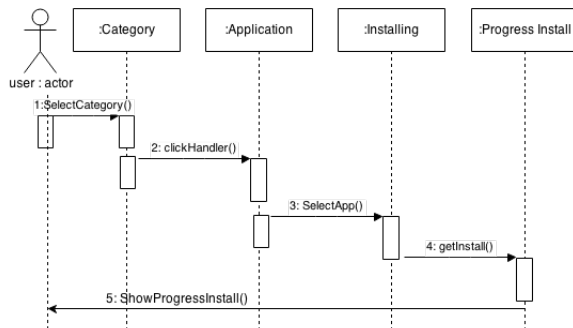 :Category
:Application
:Installing
:Progress Install
user : actor
1:SelectCategory()
2: clickHandler()
3: SelectApp()
4: getInstall()
5: ShowProgressInstall()